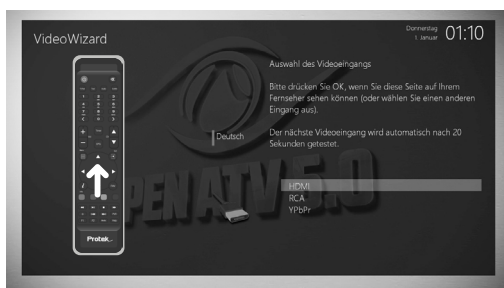 VideoWizard
Donnerstag
1. Januar
01:10
Auswahl des Videoeingangs
Bitte drücken Sie OK, wenn Sie diese Seite auf Ihrem
Fernseher sehen können (oder wählen Sie einen anderen
Eingang aus).
Deutsch
Der nächste Videoeingang wird automatisch nach 20
Sekunden getestet.
HDMI
RCA
YPbPr
OPEN ATV 6.0
Protek